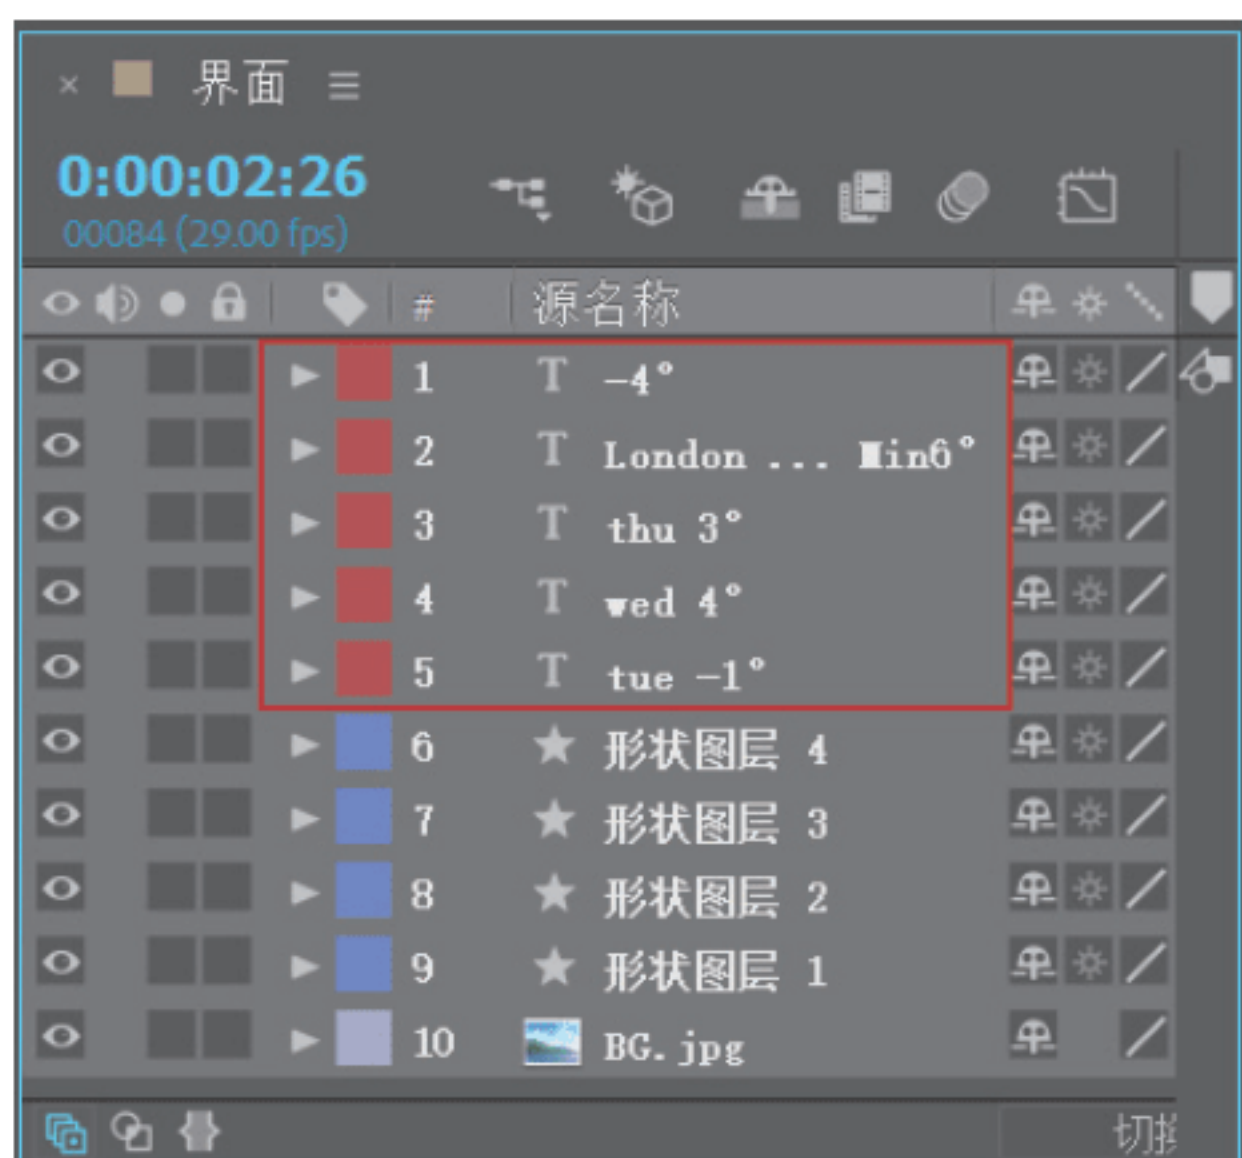 × 界面 ≡
0:00:02:26
00084 (29.00 fps)
# 源名称
1 T -4°
2 T London ... Min6°
3 T thu 3°
4 T wed 4°
5 T tue -1°
6 形状图层 4
7 形状图层 3
8 形状图层 2
9 形状图层 1
10 BG.jpg
切换